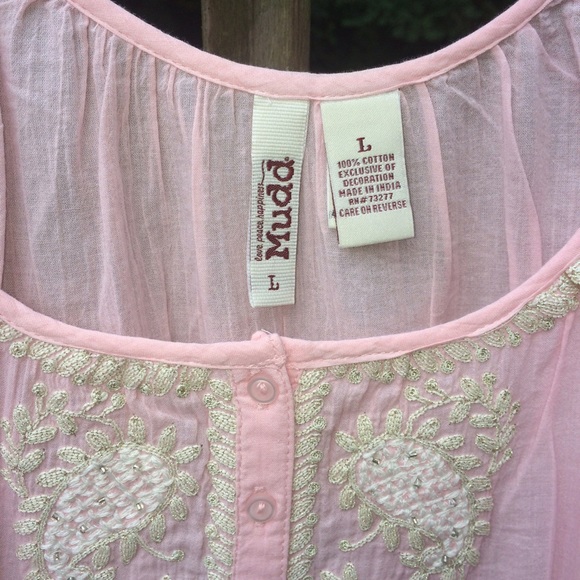 love, peace, happiness
Mudd
L
L
100% COTTON
EXCLUSIVE OF
DECORATION
MADE IN INDIA
RN#73277
CARE ON REVERSE